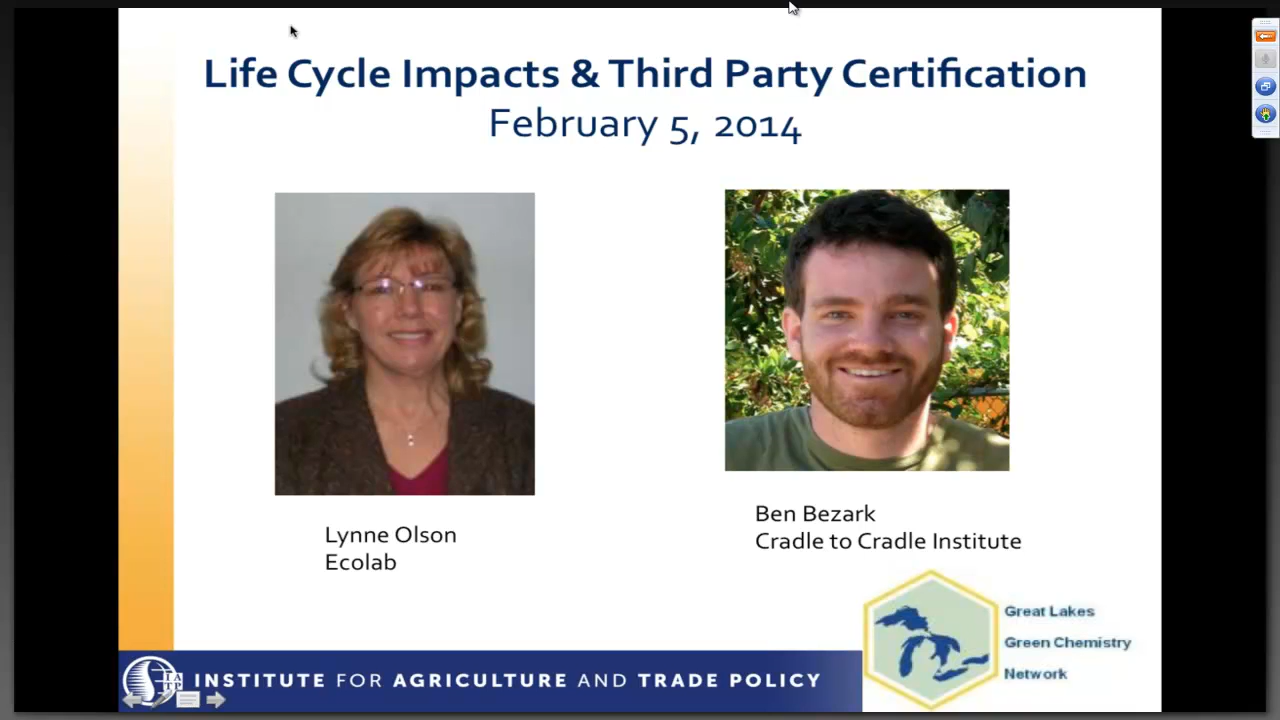 Life Cycle Impacts & Third Party Certification
February 5, 2014
Lynne Olson
Ecolab
Ben Bezark
Cradle to Cradle Institute
Great Lakes
Green Chemistry
Network
INSTITUTE FOR AGRICULTURE AND TRADE POLICY